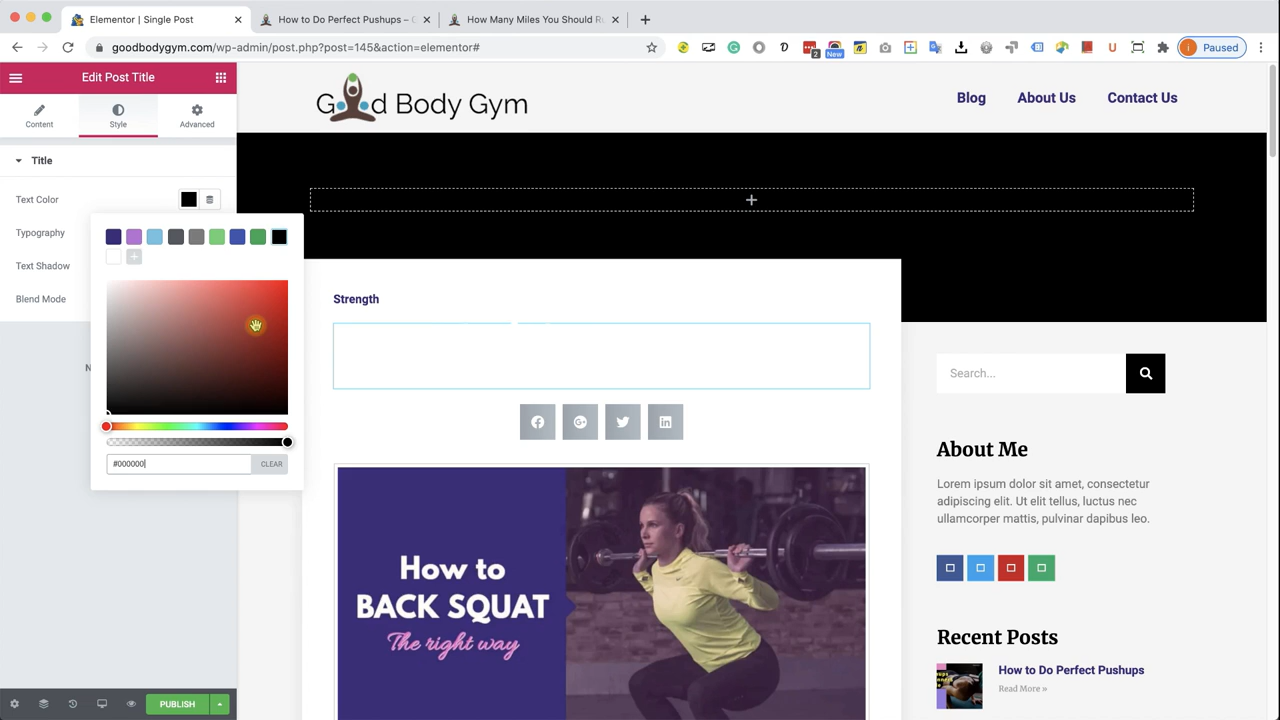 Elementor | Single Post
How to Do Perfect Pushups – G
How Many Miles You Should R
goodbodygym.com/wp-admin/post.php?post=145&action=elementor#
2
New
Paused
Edit Post Title
Content
Style
Advanced
Title
Text Color
Typography
Text Shadow
Blend Mode
N
#000000
CLEAR
PUBLISH
Good Body Gym
Blog
About Us
Contact Us
Strength
How to
BACK SQUAT
The right way
Search...
About Me
Lorem ipsum dolor sit amet, consectetur
adipiscing elit. Ut elit tellus, luctus nec
ullamcorper mattis, pulvinar dapibus leo.
Recent Posts
How to Do Perfect Pushups
Read More »